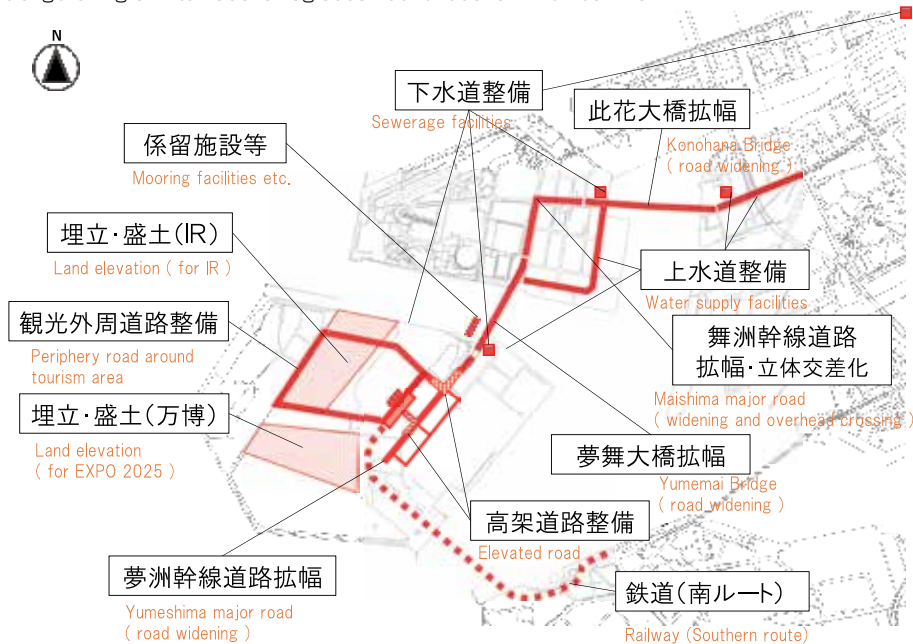 N
下水道整備
Sewerage facilities
此花大橋拡幅
Konohana Bridge
( road widening )
係留施設等
Mooring facilities etc.
埋立・盛土(IR)
Land elevation ( for IR )
上水道整備
Water supply facilities
観光外周道路整備
Periphery road around
tourism area
舞洲幹線道路
拡幅・立体交差化
Maishima major road
( widening and overhead crossing )
埋立・盛土(万博)
Land elevation
( for EXPO 2025 )
夢舞大橋拡幅
Yumemai Bridge
( road widening )
高架道路整備
Elevated road
夢洲幹線道路拡幅
Yumeshima major road
( road widening )
鉄道(南ルート)
Railway (Southern route)